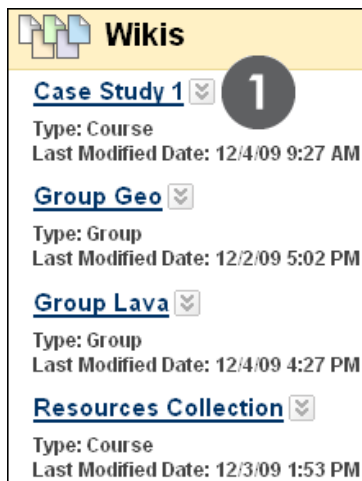 Wikis
Case Study 1
1
Type: Course
Last Modified Date: 12/4/09 9:27 AM
Group Geo
Type: Group
Last Modified Date: 12/2/09 5:02 PM
Group Lava
Type: Group
Last Modified Date: 12/4/09 4:27 PM
Resources Collection
Type: Course
Last Modified Date: 12/3/09 1:53 PM